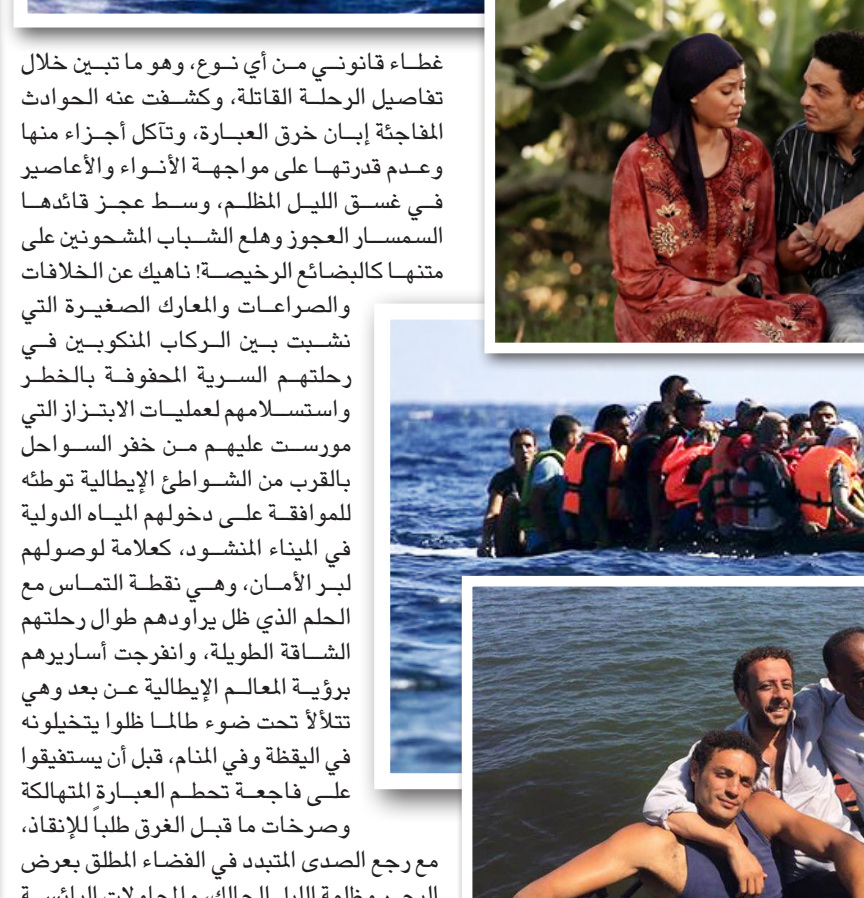 غطاء قانوني من أي نوع، وهو ما تبين خلال
تفاصيل الرحلة القاتلة، وكشفت عنه الحوادث
المفاجئة إبان خرق العبارة، وتآكل أجزاء منها
وعدم قدرتها على مواجهة الأنواء والأعاصير
في غسق الليل المظلم، وسط عجز قائدها
السمسار العجوز وهلع الشباب المشحونين على
متنها كالبضائع الرخيصة! ناهيك عن الخلافات
والصراعات والمعارك الصغيرة التي
نشبت بين الركاب المنكوبين في
رحلتهم السرية المحفوفة بالخطر
واستسلامهم لعمليات الابتزاز التي
مورست عليهم من خفر السواحل
بالقرب من الشواطئ الإيطالية توطئه
للموافقة على دخولهم المياه الدولية
في الميناء المنشود، كعلامة لوصولهم
لبر الأمان، وهي نقطة التماس مع
الحلم الذي ظل يراودهم طوال رحلتهم
الشاقة الطويلة، وانفرجت أساريرهم
برؤية المعالم الإيطالية عن بعد وهي
تتلألأ تحت ضوء طالما ظلوا يتخيلونه
في اليقظة وفي المنام، قبل أن يستفيقوا
على فاجعة تحطم العبارة المتهالكة
وصرخات ما قبل الغرق طلباً للإنقاذ،
مع رجع الصدى المتبدد في الفضاء المطلق بعرض
البحر وظلمة الليل الحالك، والمحاولات اليائسة